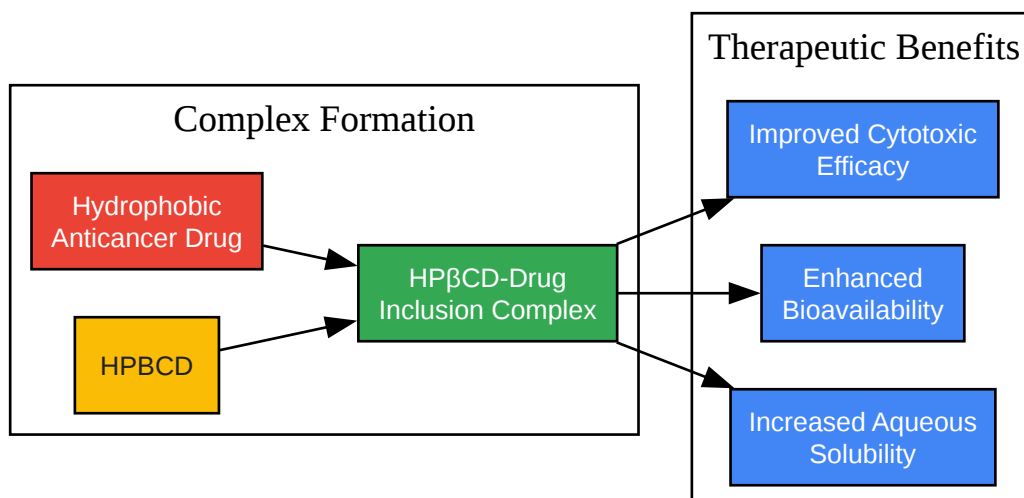 Complex Formation
Hydrophobic
Anticancer Drug
HPBCD
HPβCD-Drug
Inclusion Complex
Therapeutic Benefits
Improved Cytotoxic
Efficacy
Enhanced
Bioavailability
Increased Aqueous
Solubility